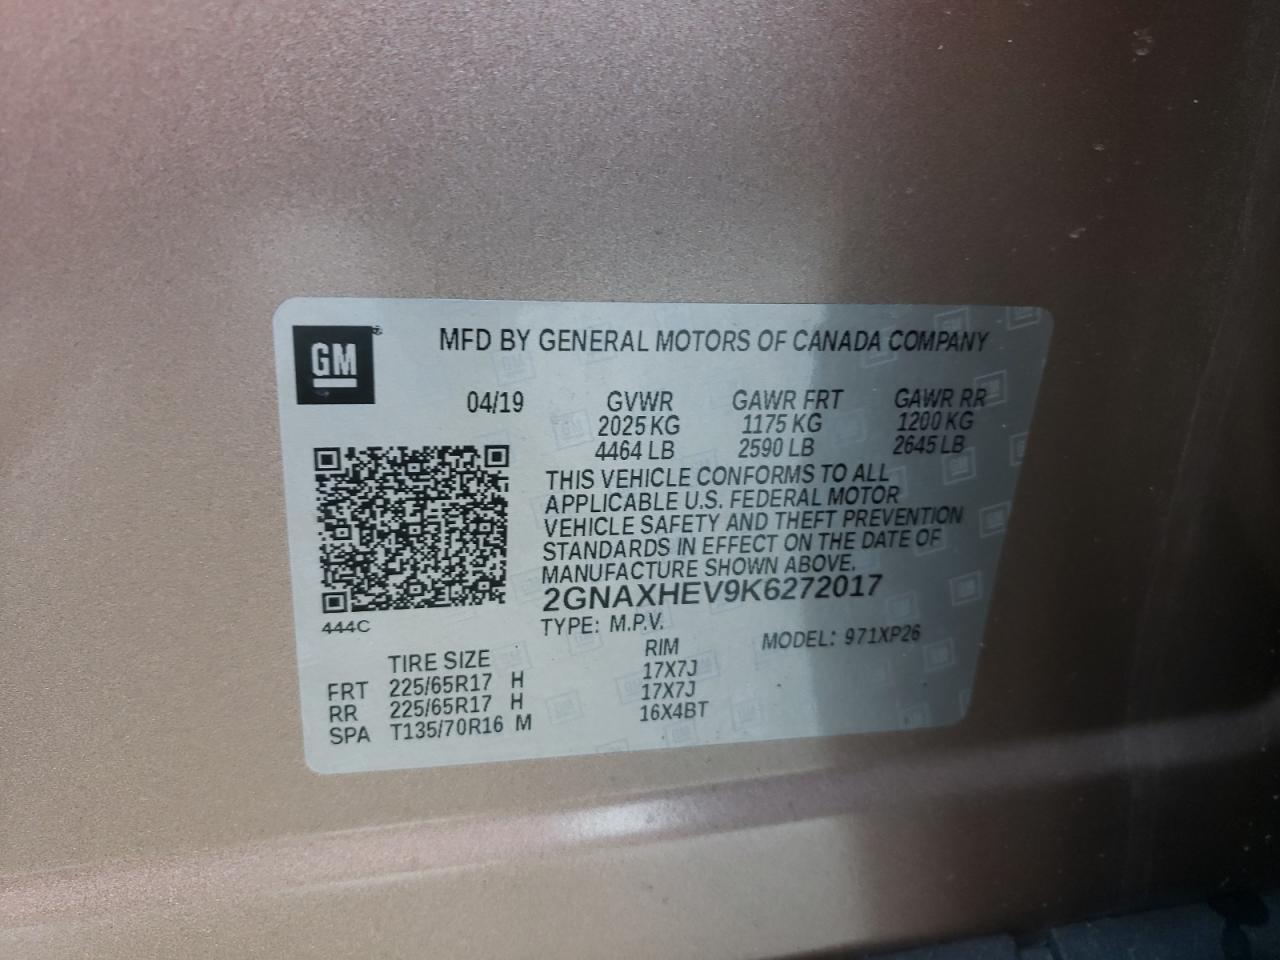 GM
MFD BY GENERAL MOTORS OF CANADA COMPANY
04/19 GVWR GAWR FRT GAWR RR
2025 KG 1175 KG 1200 KG
4464 LB 2590 LB 2645 LB
THIS VEHICLE CONFORMS TO ALL
APPLICABLE U.S. FEDERAL MOTOR
VEHICLE SAFETY AND THEFT PREVENTION
STANDARDS IN EFFECT ON THE DATE OF
MANUFACTURE SHOWN ABOVE.
2GNAXHEV9K6272017
444C
TYPE: M.P.V. MODEL: 971XP26
TIRE SIZE RIM
FRT 225/65R17 H 17X7J
RR 225/65R17 H 17X7J
SPA T135/70R16 M 16X4BT